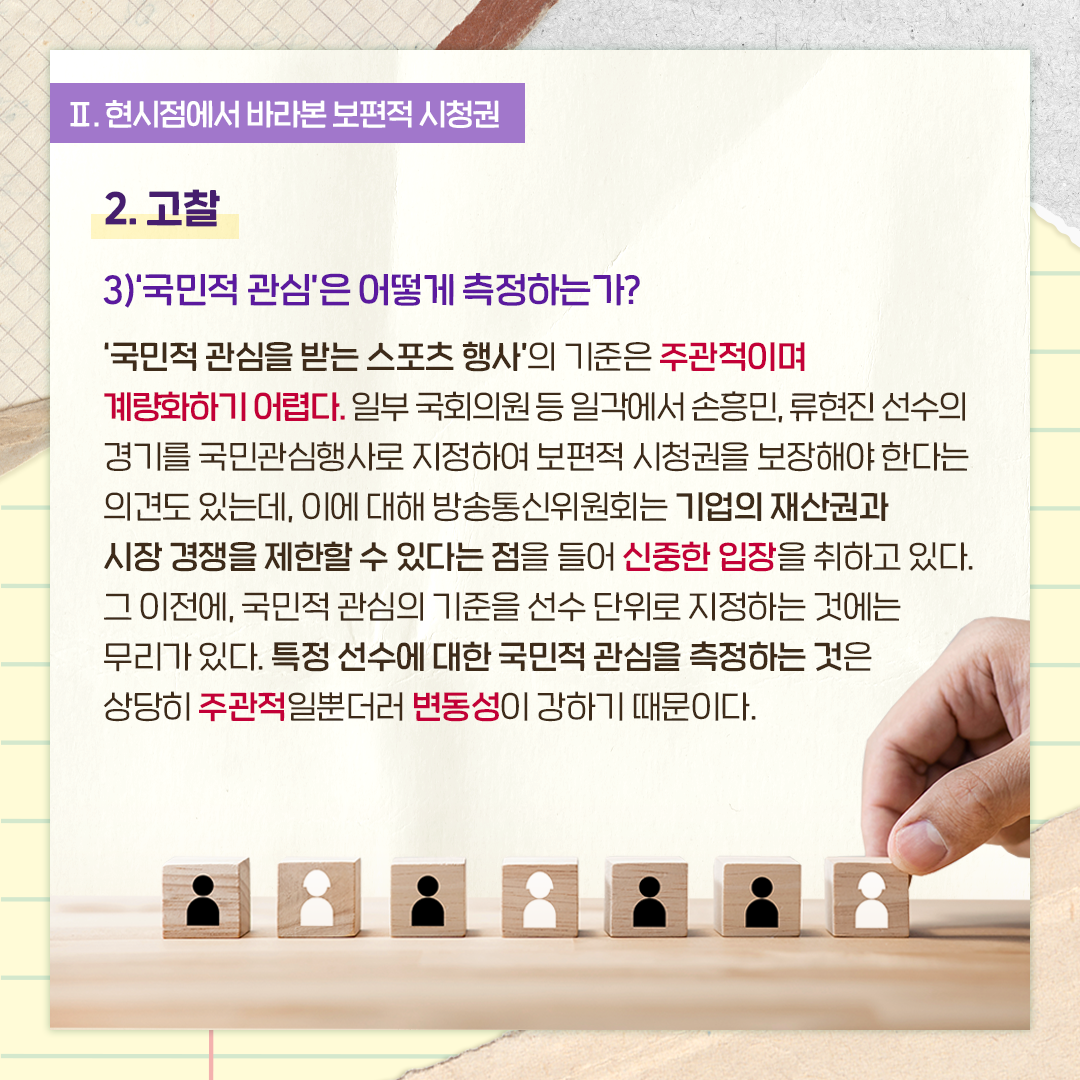 Ⅱ. 현시점에서 바라본 보편적 시청권
2. 고찰
3)'국민적 관심'은 어떻게 측정하는가?
'국민적 관심을 받는 스포츠 행사'의 기준은 주관적이며
계량화하기 어렵다. 일부 국회의원 등 일각에서 손흥민, 류현진 선수의
경기를 국민관심행사로 지정하여 보편적 시청권을 보장해야 한다는
의견도 있는데, 이에 대해 방송통신위원회는 기업의 재산권과
시장 경쟁을 제한할 수 있다는 점을 들어 신중한 입장을 취하고 있다.
그 이전에, 국민적 관심의 기준을 선수 단위로 지정하는 것에는
무리가 있다. 특정 선수에 대한 국민적 관심을 측정하는 것은
상당히 주관적일뿐더러 변동성이 강하기 때문이다.